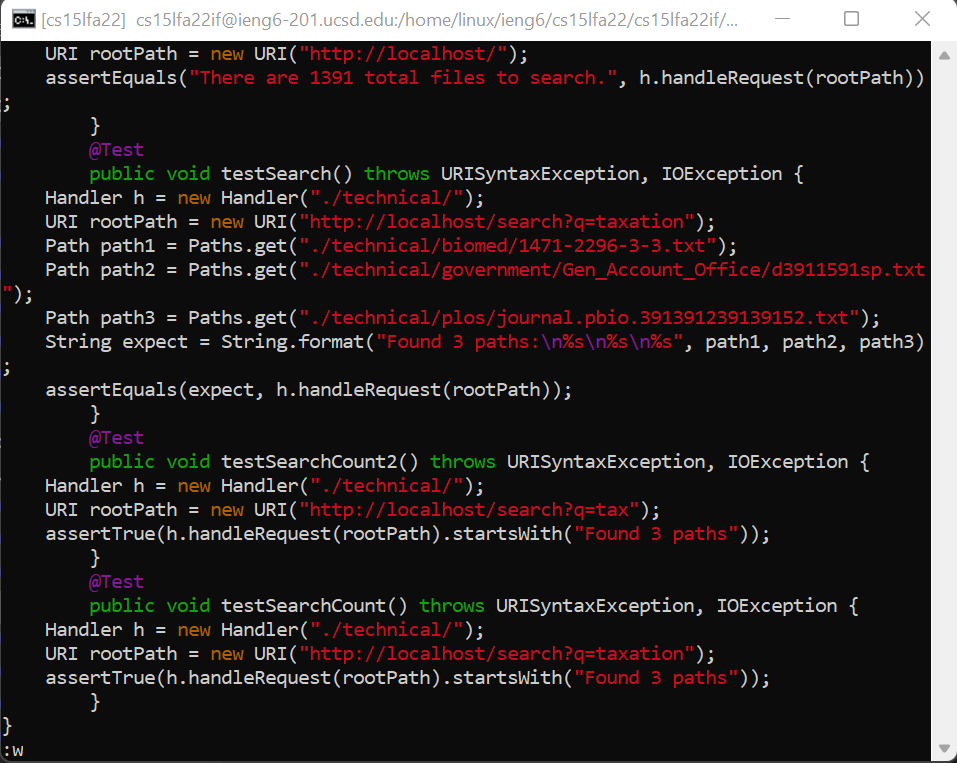 [cs15lfa22] cs15lfa22if@ieng6-201.ucsd.edu:/home/linux/ieng6/cs15lfa22/cs15lfa22if/...
    URI rootPath = new URI("http://localhost/");
    assertEquals("There are 1391 total files to search.", h.handleRequest(rootPath))
;
        }
        @Test
        public void testSearch() throws URISyntaxException, IOException {
    Handler h = new Handler("./technical/");
    URI rootPath = new URI("http://localhost/search?q=taxation");
    Path path1 = Paths.get("./technical/biomed/1471-2296-3-3.txt");
    Path path2 = Paths.get("./technical/government/Gen_Account_Office/d3911591sp.txt
");
    Path path3 = Paths.get("./technical/plos/journal.pbio.391391239139152.txt");
    String expect = String.format("Found 3 paths:\n%s\n%s\n%s", path1, path2, path3)
;
    assertEquals(expect, h.handleRequest(rootPath));
        }
        @Test
        public void testSearchCount2() throws URISyntaxException, IOException {
    Handler h = new Handler("./technical/");
    URI rootPath = new URI("http://localhost/search?q=tax");
    assertTrue(h.handleRequest(rootPath).startsWith("Found 3 paths"));
        }
        @Test
        public void testSearchCount() throws URISyntaxException, IOException {
    Handler h = new Handler("./technical/");
    URI rootPath = new URI("http://localhost/search?q=taxation");
    assertTrue(h.handleRequest(rootPath).startsWith("Found 3 paths"));
        }
}
:w